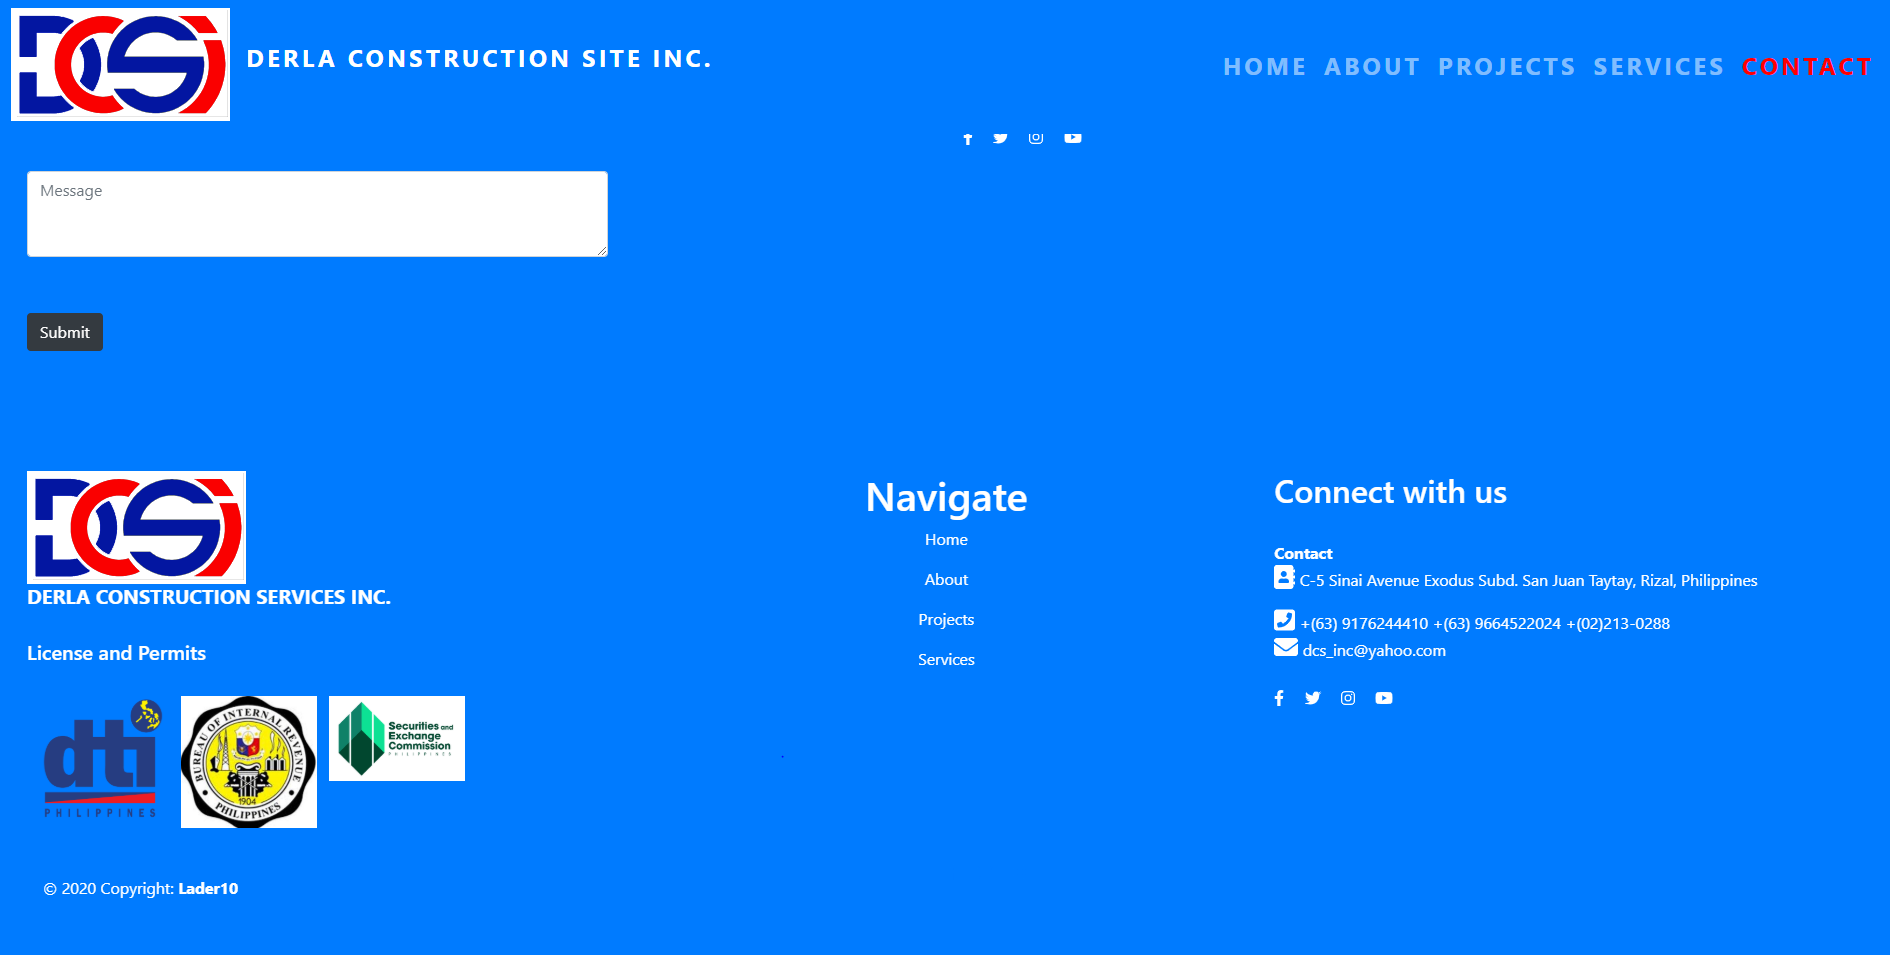 DCSi
DERLA CONSTRUCTION SITE INC.
HOME ABOUT PROJECTS SERVICES CONTACT
Message
Submit
DCSi
DERLA CONSTRUCTION SERVICES INC.
License and Permits
dti
PHILIPPINES
BUREAU OF INTERNAL REVENUE
1904
PHILIPPINES
Securities and
Exchange
Commission
PHILIPPINES
© 2020 Copyright: Lader10
Navigate
Home
About
Projects
Services
Connect with us
Contact
C-5 Sinai Avenue Exodus Subd. San Juan Taytay, Rizal, Philippines
+(63) 9176244410 +(63) 9664522024 +(02)213-0288
dcs_inc@yahoo.com